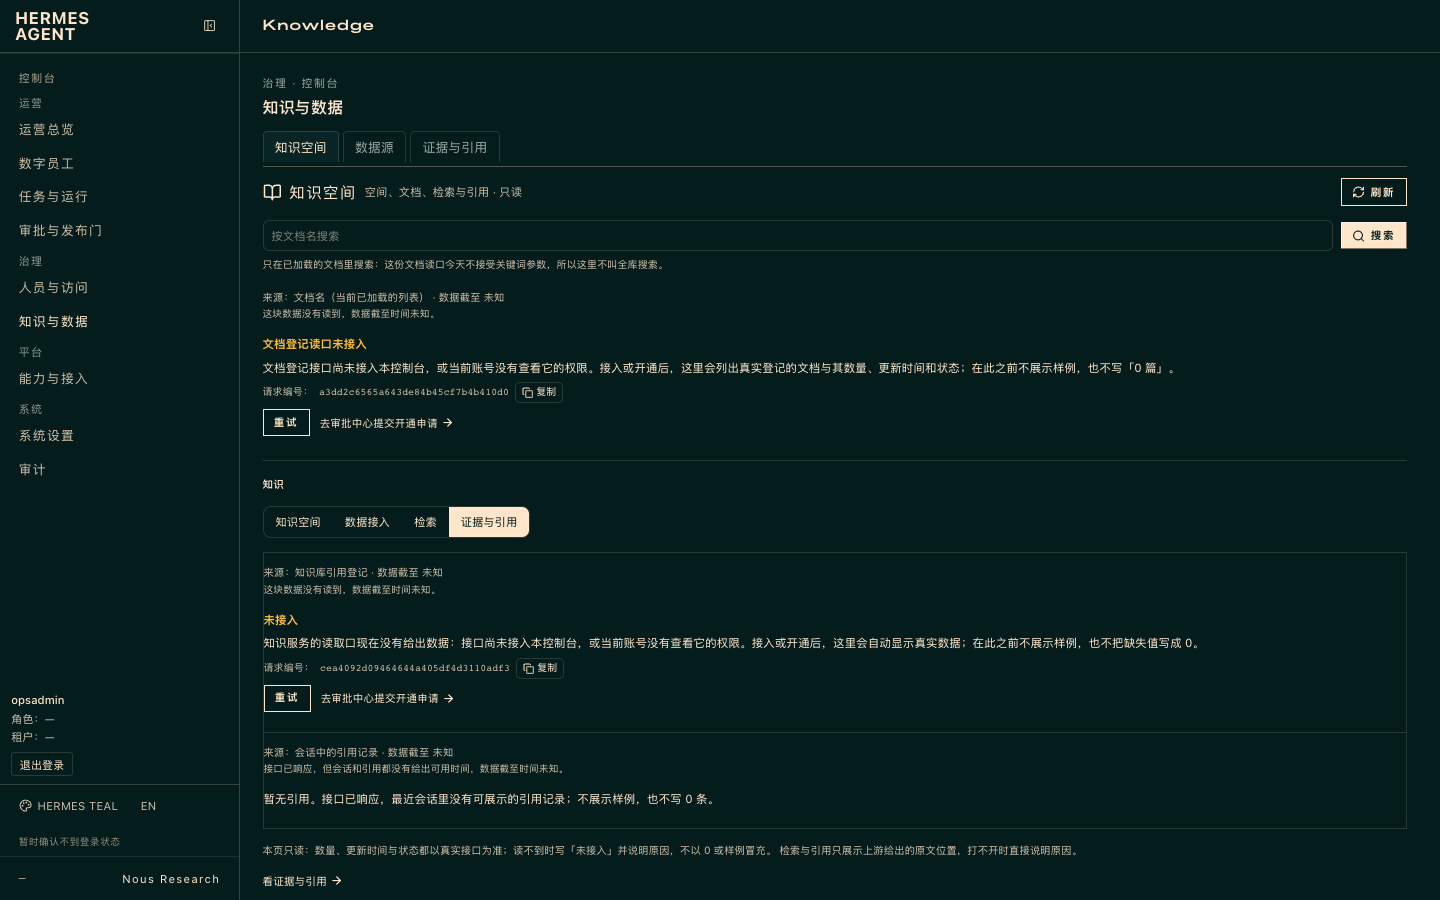 HERMES
AGENT
Knowledge
控制台
运营
运营总览
数字员工
任务与运行
审批与发布门
治理
人员与访问
知识与数据
平台
能力与接入
系统
系统设置
审计
opsadmin
角色：—
租户：—
退出登录
HERMES TEAL EN
暂时确认不到登录状态
— Nous Research
治理 · 控制台
知识与数据
知识空间 数据源 证据与引用
知识空间 空间、文档、检索与引用 · 只读 刷新
按文档名搜索 搜索
只在已加载的文档里搜索：这份文档读口今天不接受关键词参数，所以这里不叫全库搜索。
来源：文档名（当前已加载的列表） · 数据截至 未知
这块数据没有读到，数据截至时间未知。
文档登记读口未接入
文档登记接口尚未接入本控制台，或当前账号没有查看它的权限。接入或开通后，这里会列出真实登记的文档与其数量、更新时间和状态；在此之前不展示样例，也不写「0 篇」。
请求编号： a3dd2c6565a643de84b45cf7b4b410d0 复制
重试 去审批中心提交开通申请 →
知识
知识空间 数据接入 检索 证据与引用
来源：知识库引用登记 · 数据截至 未知
这块数据没有读到，数据截至时间未知。
未接入
知识服务的读取口现在没有给出数据：接口尚未接入本控制台，或当前账号没有查看它的权限。接入或开通后，这里会自动显示真实数据；在此之前不展示样例，也不把缺失值写成 0。
请求编号： cea4092d09464644a405df4d3110adf3 复制
重试 去审批中心提交开通申请 →
来源：会话中的引用记录 · 数据截至 未知
接口已响应，但会话和引用都没有给出可用时间，数据截至时间未知。
暂无引用。接口已响应，最近会话里没有可展示的引用记录；不展示样例，也不写 0 条。
本页只读：数量、更新时间与状态都以真实接口为准；读不到时写「未接入」并说明原因，不以 0 或样例冒充。 检索与引用只展示上游给出的原文位置，打不开时直接说明原因。
看证据与引用 →